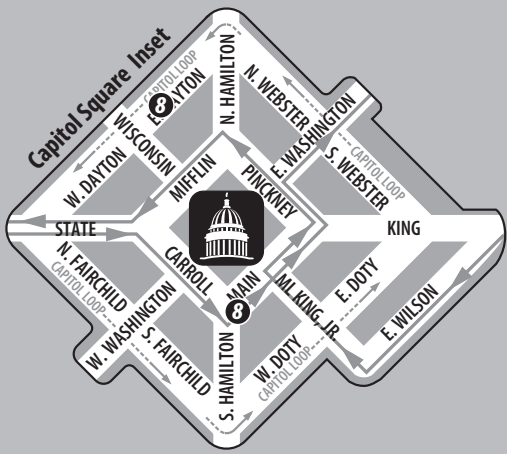 Capitol Square Inset
CAPITOL LOOP
8
E. DAYTON
N. HAMILTON
N. WEBSTER
E. WASHINGTON
WISCONSIN
W. DAYTON
MIFFLIN
PINCKNEY
S. WEBSTER
CAPITOL LOOP
STATE
KING
N. FAIRCHILD
CAPITOL LOOP
CARROLL
MAIN
8
ML KING, JR
E. DOTY
E. WILSON
W. WASHINGTON
S. FAIRCHILD
S. HAMILTON
W. DOTY
CAPITOL LOOP